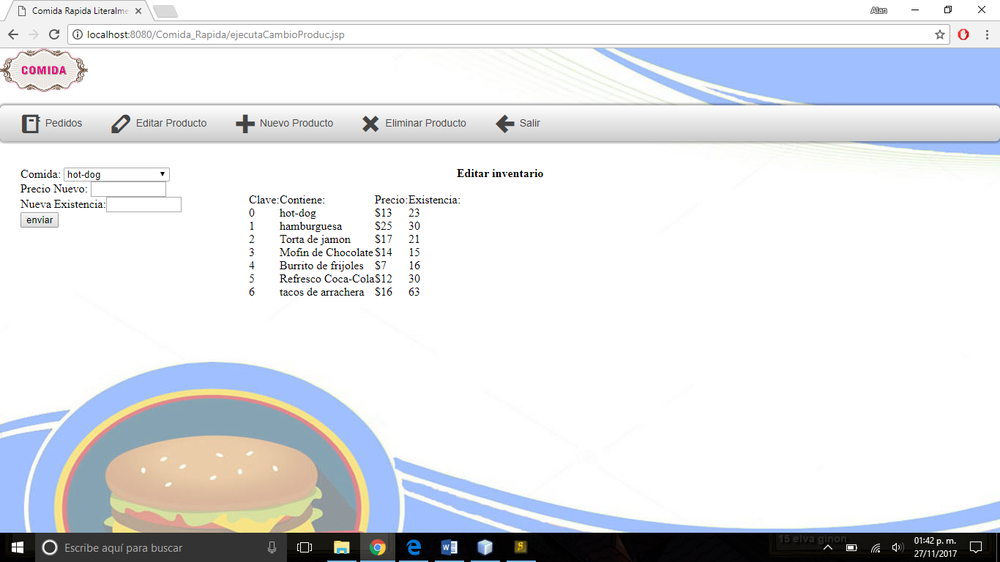 Comida Rapida Literalme
Alan
localhost:8080/Comida_Rapida/ejecutaCambioProduc.jsp
COMIDA
Pedidos Editar Producto Nuevo Producto Eliminar Producto Salir
Comida: hot-dog
Precio Nuevo:
Nueva Existencia:
enviar
Editar inventario
Clave: Contiene: Precio: Existencia:
0 hot-dog $13 23
1 hamburguesa $25 30
2 Torta de jamon $17 21
3 Mofin de Chocolate $14 15
4 Burrito de frijoles $7 16
5 Refresco Coca-Cola $12 30
6 tacos de arrachera $16 63
Escribe aquí para buscar
15 elva ginon
01:42 p. m.
27/11/2017